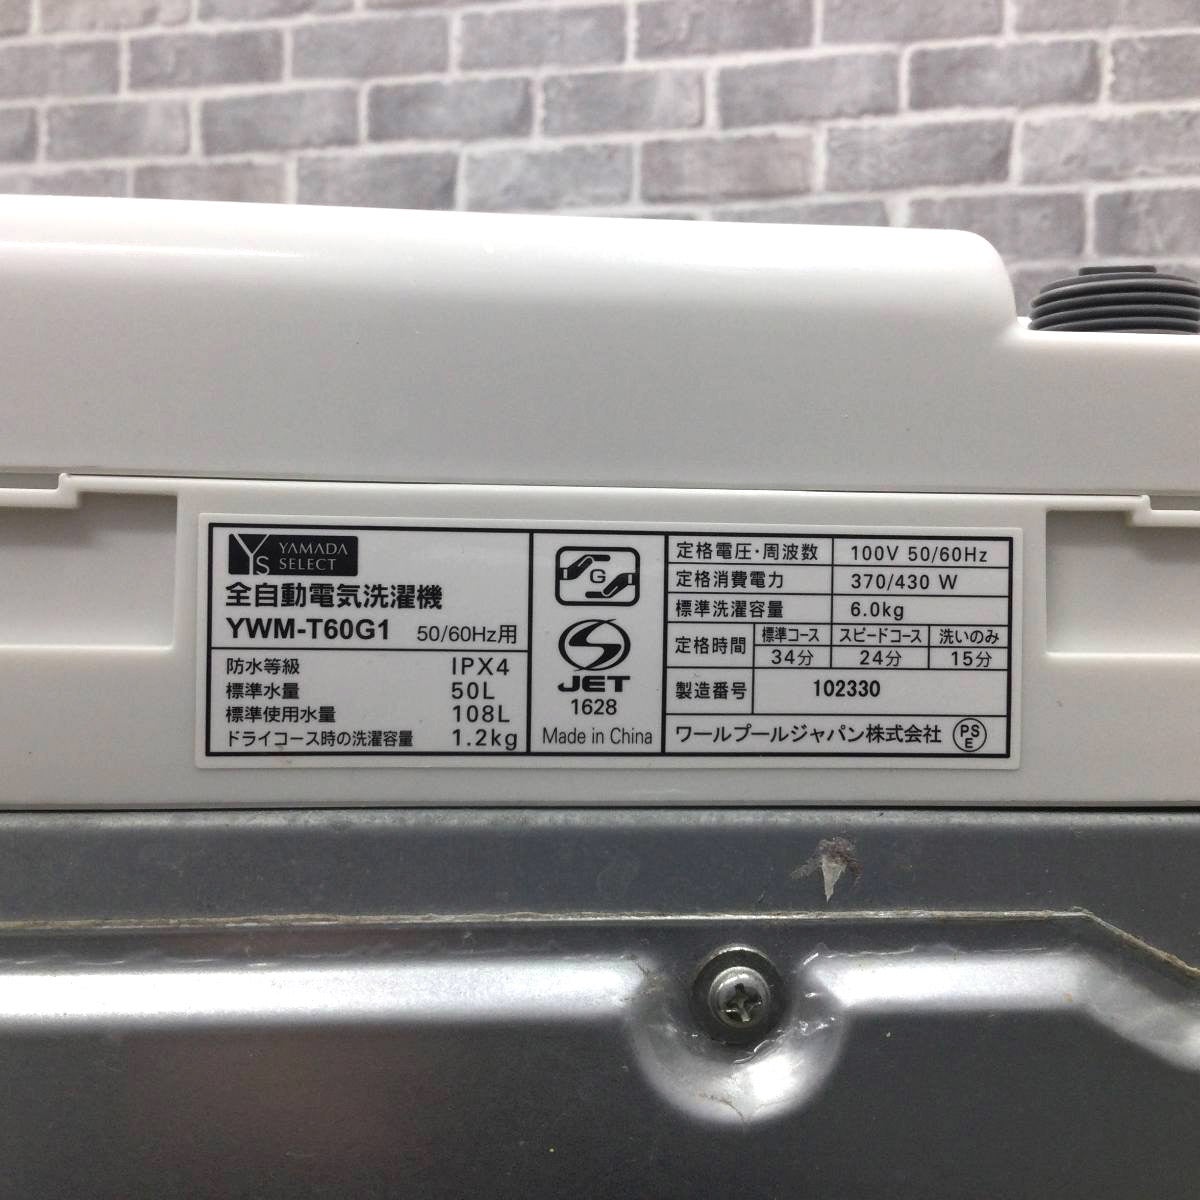 YS YAMADA SELECT
全自動電気洗濯機
YWM-T60G1 50/60Hz用
防水等級 IPX4
標準水量 50L
標準使用水量 108L
ドライコース時の洗濯容量 1.2kg
G
S
JET
1628
Made in China
定格電圧・周波数 100V 50/60Hz
定格消費電力 370/430 W
標準洗濯容量 6.0kg
定格時間 標準コース スピードコース 洗いのみ
34分 24分 15分
製造番号 102330
ワールプールジャパン株式会社 PSE